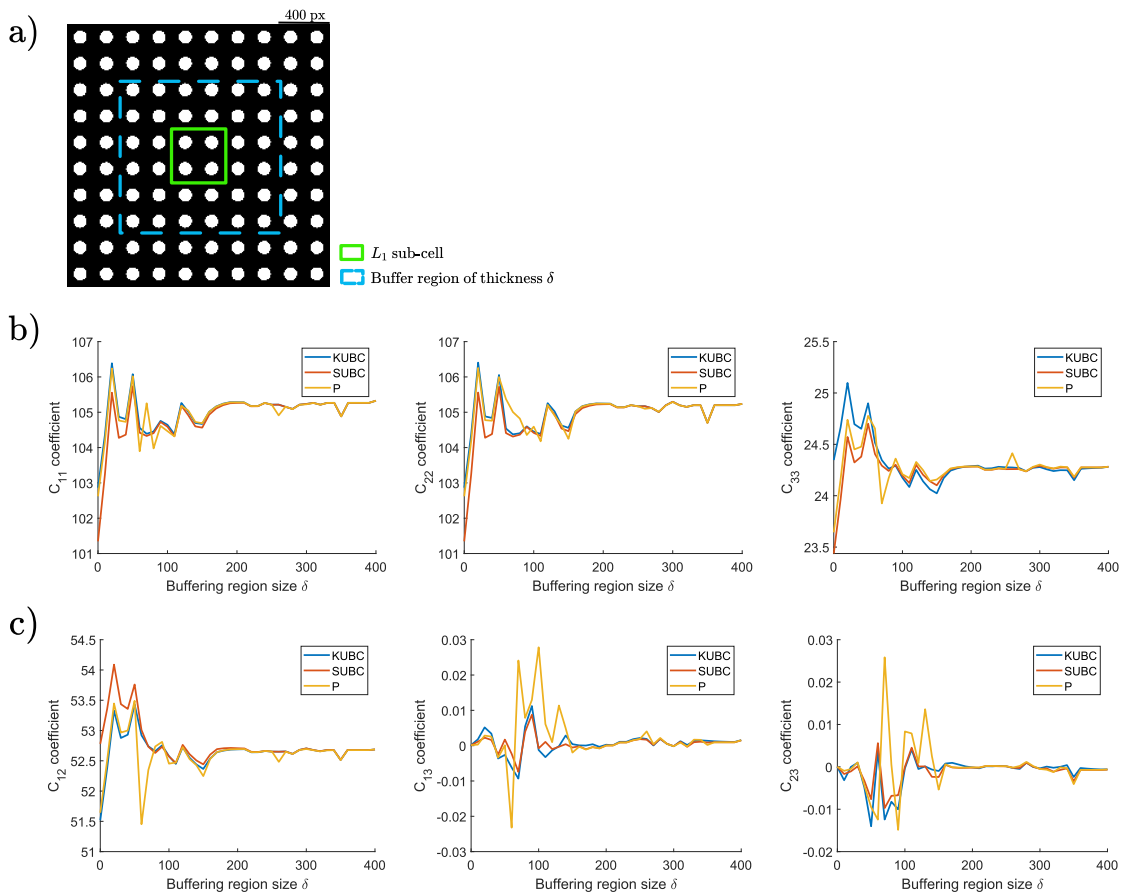 a)
400 px
L1 sub-cell
Buffer region of thickness δ
b)
107
106
105
104
103
102
101
0
100
200
300
400
C11 coefficient
Buffering region size δ
KUBC
SUBC
P
107
106
105
104
103
102
101
0
100
200
300
400
C22 coefficient
Buffering region size δ
KUBC
SUBC
P
25.5
25
24.5
24
23.5
0
100
200
300
400
C33 coefficient
Buffering region size δ
KUBC
SUBC
P
c)
54.5
54
53.5
53
52.5
52
51.5
51
0
100
200
300
400
C12 coefficient
Buffering region size δ
KUBC
SUBC
P
0.03
0.02
0.01
0
-0.01
-0.02
-0.03
0
100
200
300
400
C13 coefficient
Buffering region size δ
KUBC
SUBC
P
0.03
0.02
0.01
0
-0.01
-0.02
0
100
200
300
400
C23 coefficient
Buffering region size δ
KUBC
SUBC
P